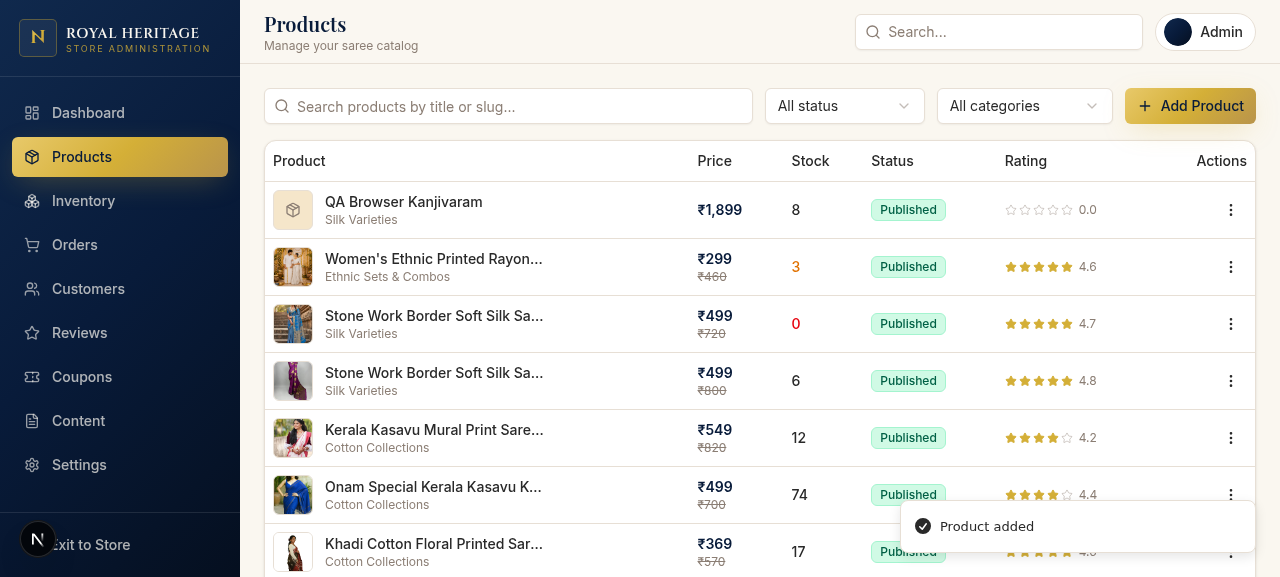 N
ROYAL HERITAGE
STORE ADMINISTRATION
Dashboard
Products
Inventory
Orders
Customers
Reviews
Coupons
Content
Settings
N
Exit to Store
Products
Manage your saree catalog
Search...
Admin
Search products by title or slug...
All status
All categories
Add Product
Product Price Stock Status Rating Actions
QA Browser Kanjivaram
Silk Varieties
₹1,899 8 Published 0.0
Women's Ethnic Printed Rayon...
Ethnic Sets & Combos
₹299
₹460
3 Published 4.6
Stone Work Border Soft Silk Sa...
Silk Varieties
₹499
₹720
0 Published 4.7
Stone Work Border Soft Silk Sa...
Silk Varieties
₹499
₹800
6 Published 4.8
Kerala Kasavu Mural Print Sare...
Cotton Collections
₹549
₹820
12 Published 4.2
Onam Special Kerala Kasavu K...
Cotton Collections
₹499
₹700
74 Published 4.4
Khadi Cotton Floral Printed Sar...
Cotton Collections
₹369
₹570
17
Product added